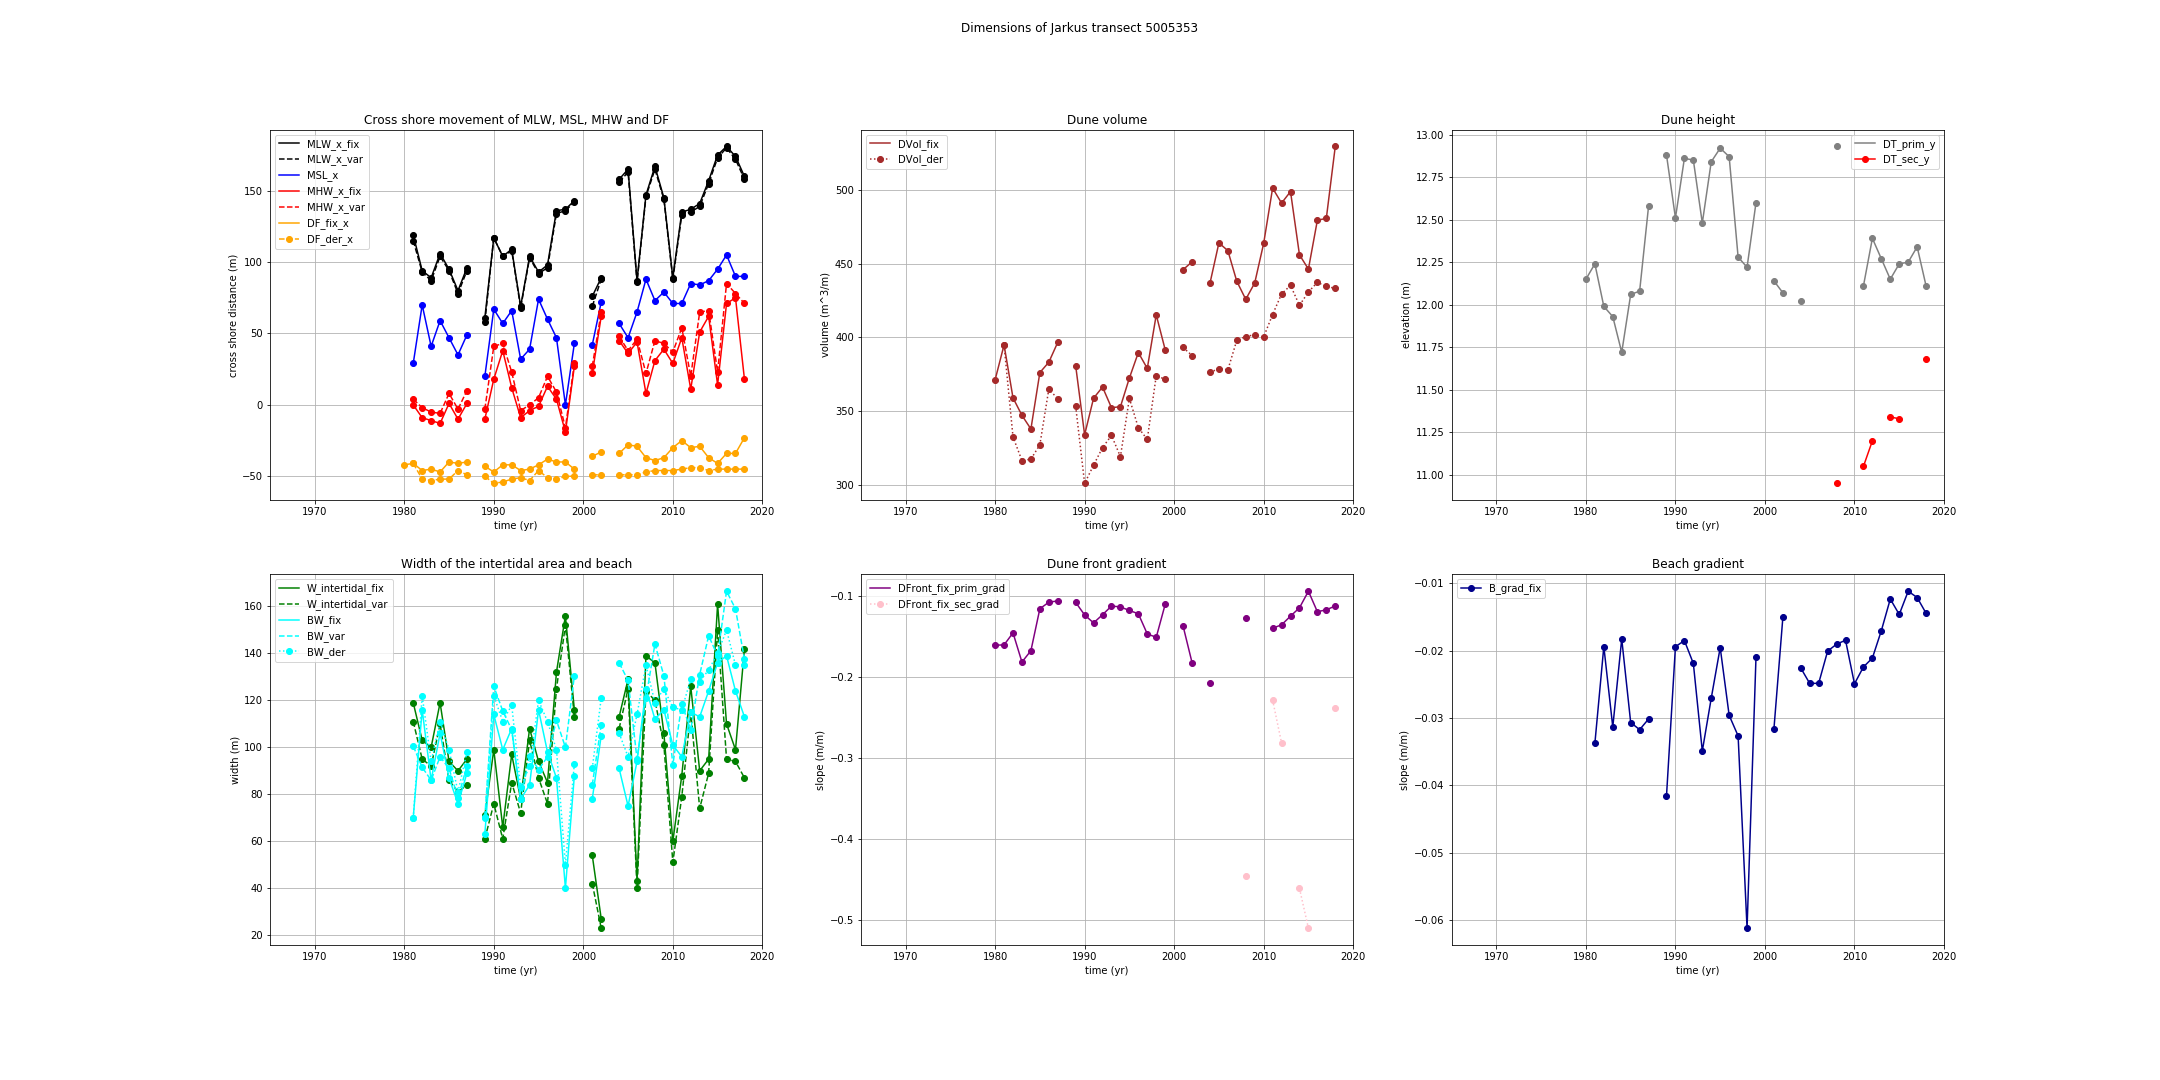 Dimensions of Jarkus transect 5005353
Cross shore movement of MLW, MSL, MHW and DF
MLW_x_fix
MLW_x_var
MSL_x
MHW_x_fix
MHW_x_var
DF_fix_x
DF_der_x
cross shore distance (m)
150
100
50
0
−50
1970 1980 1990 2000 2010 2020
time (yr)
Dune volume
DVol_fix
DVol_der
volume (m^3/m)
500
450
400
350
300
1970 1980 1990 2000 2010 2020
time (yr)
Dune height
DT_prim_y
DT_sec_y
elevation (m)
13.00
12.75
12.50
12.25
12.00
11.75
11.50
11.25
11.00
1970 1980 1990 2000 2010 2020
time (yr)
Width of the intertidal area and beach
W_intertidal_fix
W_intertidal_var
BW_fix
BW_var
BW_der
width (m)
160
140
120
100
80
60
40
20
1970 1980 1990 2000 2010 2020
time (yr)
Dune front gradient
DFront_fix_prim_grad
DFront_fix_sec_grad
slope (m/m)
−0.1
−0.2
−0.3
−0.4
−0.5
1970 1980 1990 2000 2010 2020
time (yr)
Beach gradient
B_grad_fix
slope (m/m)
−0.01
−0.02
−0.03
−0.04
−0.05
−0.06
1970 1980 1990 2000 2010 2020
time (yr)